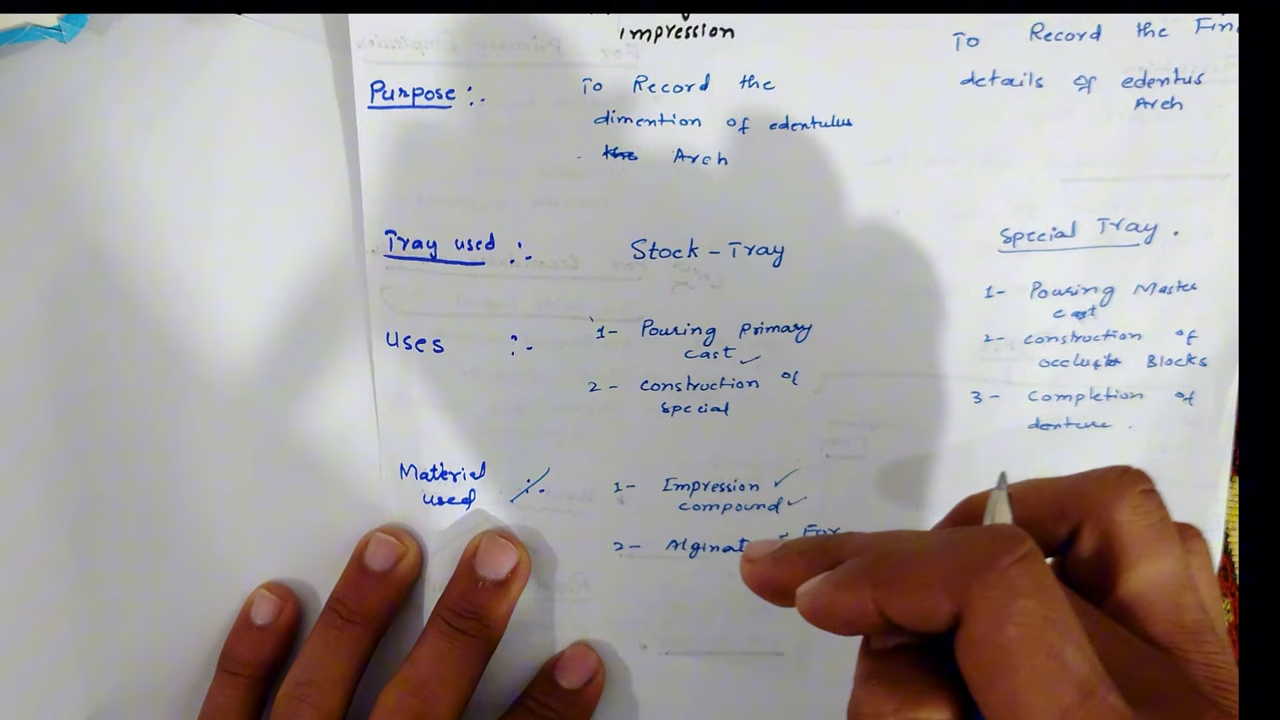 Impression
To Record the Fin
details of edentus
Arch
Purpose :-
To Record the
dimention of edentulus
Arch
Tray used :-
Stock-Tray
Special Tray.
Uses :-
1- Pouring primary
cast ✓
2- construction of
special
1- Pouring Master
cast
2- construction of
Blocks
3- Completion of
denture.
Material
used :-
1- Impression ✓
compound ✓
2- Alginat
For